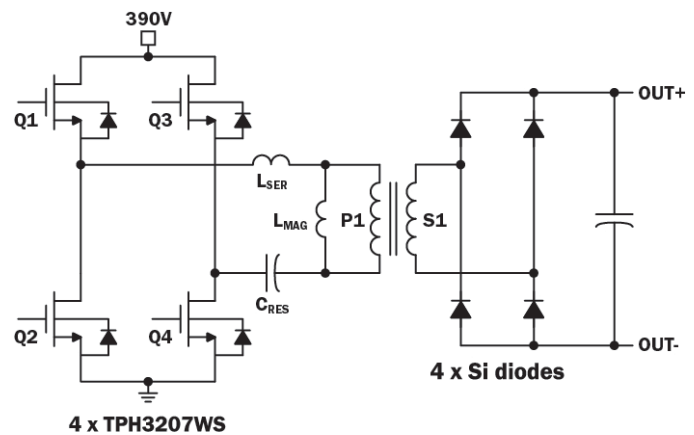 390V
Q1
Q3
OUT+
LSER
LMAG
P1
S1
CRES
Q2
Q4
OUT-
4 x Si diodes
4 x TPH3207WS